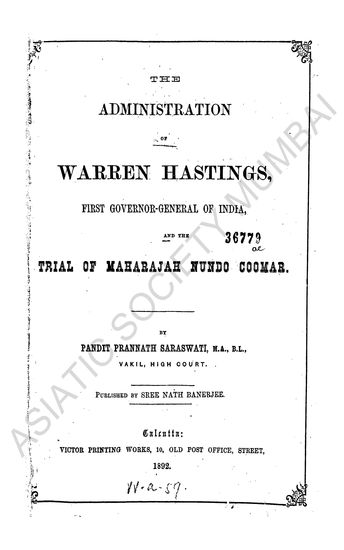 THE
ADMINISTRATION
OF
WARREN HASTINGS,
FIRST GOVERNOR-GENERAL OF INDIA,
AND THE
36779
TRIAL OF MAHARAJAH NUNDO COOMAR.
BY
PANDIT PRANNATH SARASWATI, M.A., B.L.,
VAKIL, HIGH COURT.
PUBLISHED BY SREE NATH BANERJEE.
Calcutta:
VICTOR PRINTING WORKS, 10, OLD POST OFFICE, STREET,
1892.
ASIATIC SOCIETY MUMBAI